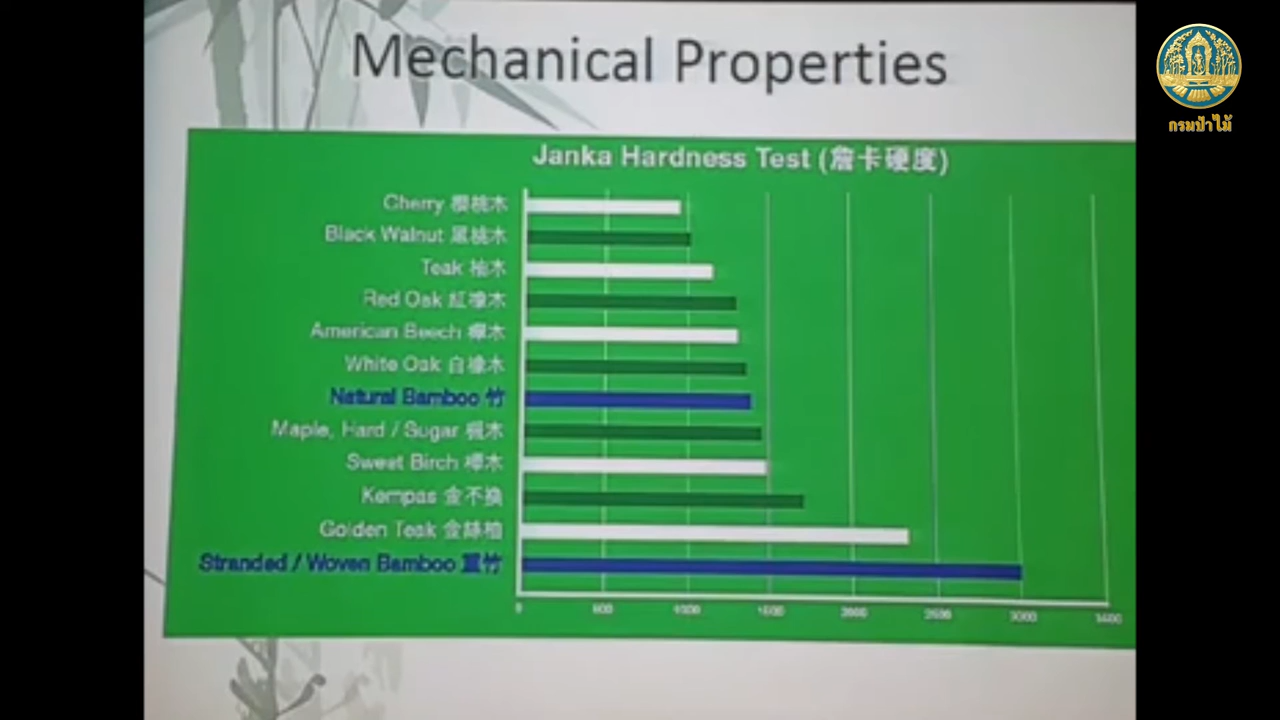 Mechanical Properties
กรมป่าไม้
Janka Hardness Test (詹卡硬度)
Cherry 櫻桃木
Black Walnut 黑桃木
Teak 柚木
Red Oak 紅橡木
American Beech 櫸木
White Oak 白橡木
Natural Bamboo 竹
Maple, Hard / Sugar 楓木
Sweet Birch 樺木
Kempas 金不換
Golden Teak 金絲柚
Stranded / Woven Bamboo 重竹
0 500 1000 1500 2000 2500 3000